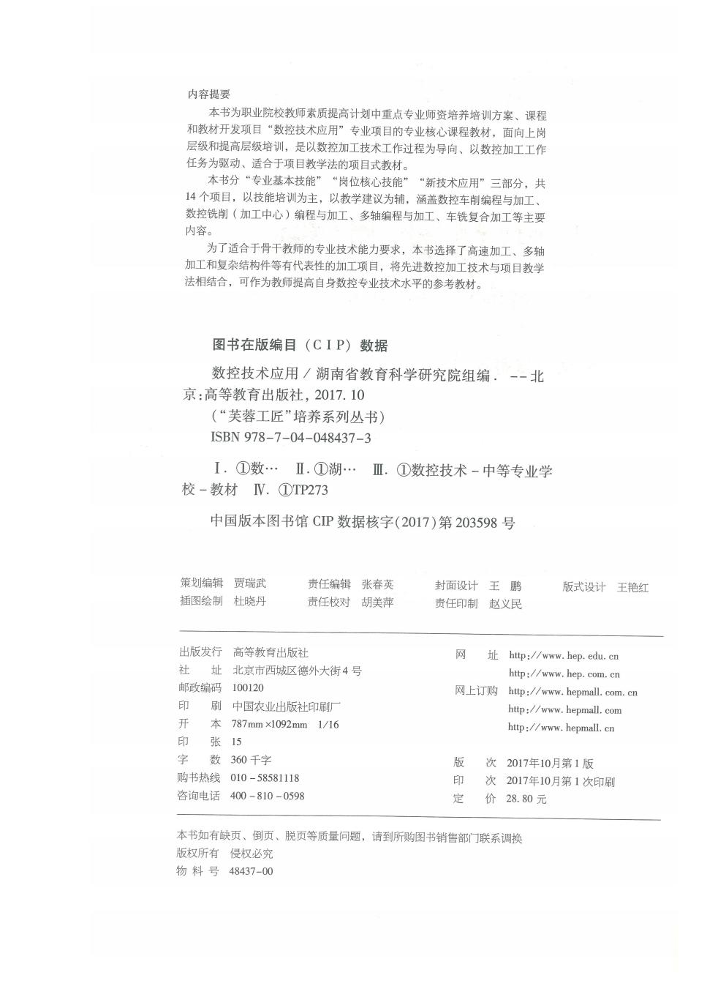 内容提要
本书为职业院校教师素质提高计划中重点专业师资培养培训方案、课程
和教材开发项目“数控技术应用”专业项目的专业核心课程教材，面向上岗
层级和提高层级培训，是以数控加工技术工作过程为导向、以数控加工工作
任务为驱动、适合于项目教学法的项目式教材。
本书分“专业基本技能”“岗位核心技能”“新技术应用”三部分，共
14 个项目，以技能培训为主，以教学建议为辅，涵盖数控车削编程与加工、
数控铣削（加工中心）编程与加工、多轴编程与加工、车铣复合加工等主要
内容。
为了适合于骨干教师的专业技术能力要求，本书选择了高速加工、多轴
加工和复杂结构件等有代表性的加工项目，将先进数控加工技术与项目教学
法相结合，可作为教师提高自身数控专业技术水平的参考教材。
图书在版编目（CIP）数据
数控技术应用 / 湖南省教育科学研究院组编. --北
京:高等教育出版社, 2017. 10
（“芙蓉工匠”培养系列丛书）
ISBN 978-7-04-048437-3
Ⅰ. ①数… Ⅱ. ①湖… Ⅲ. ①数控技术－中等专业学
校－教材 Ⅳ. ①TP273
中国版本图书馆 CIP 数据核字(2017)第 203598 号
策划编辑 贾瑞武 责任编辑 张春英 封面设计 王 鹏 版式设计 王艳红
插图绘制 杜晓丹 责任校对 胡美萍 责任印制 赵义民
出版发行 高等教育出版社 网 址 http://www. hep. edu. cn
社 址 北京市西城区德外大街 4 号 http://www. hep. com. cn
邮政编码 100120 网上订购 http://www. hepmall. com. cn
印 刷 中国农业出版社印刷厂 http://www. hepmall. com
开 本 787mm×1092mm 1/16 http://www. hepmall. cn
印 张 15
字 数 360 千字 版 次 2017年10月第 1 版
购书热线 010－58581118 印 次 2017年10月第 1 次印刷
咨询电话 400－810－0598 定 价 28. 80 元
本书如有缺页、倒页、脱页等质量问题，请到所购图书销售部门联系调换
版权所有 侵权必究
物 料 号 48437-00